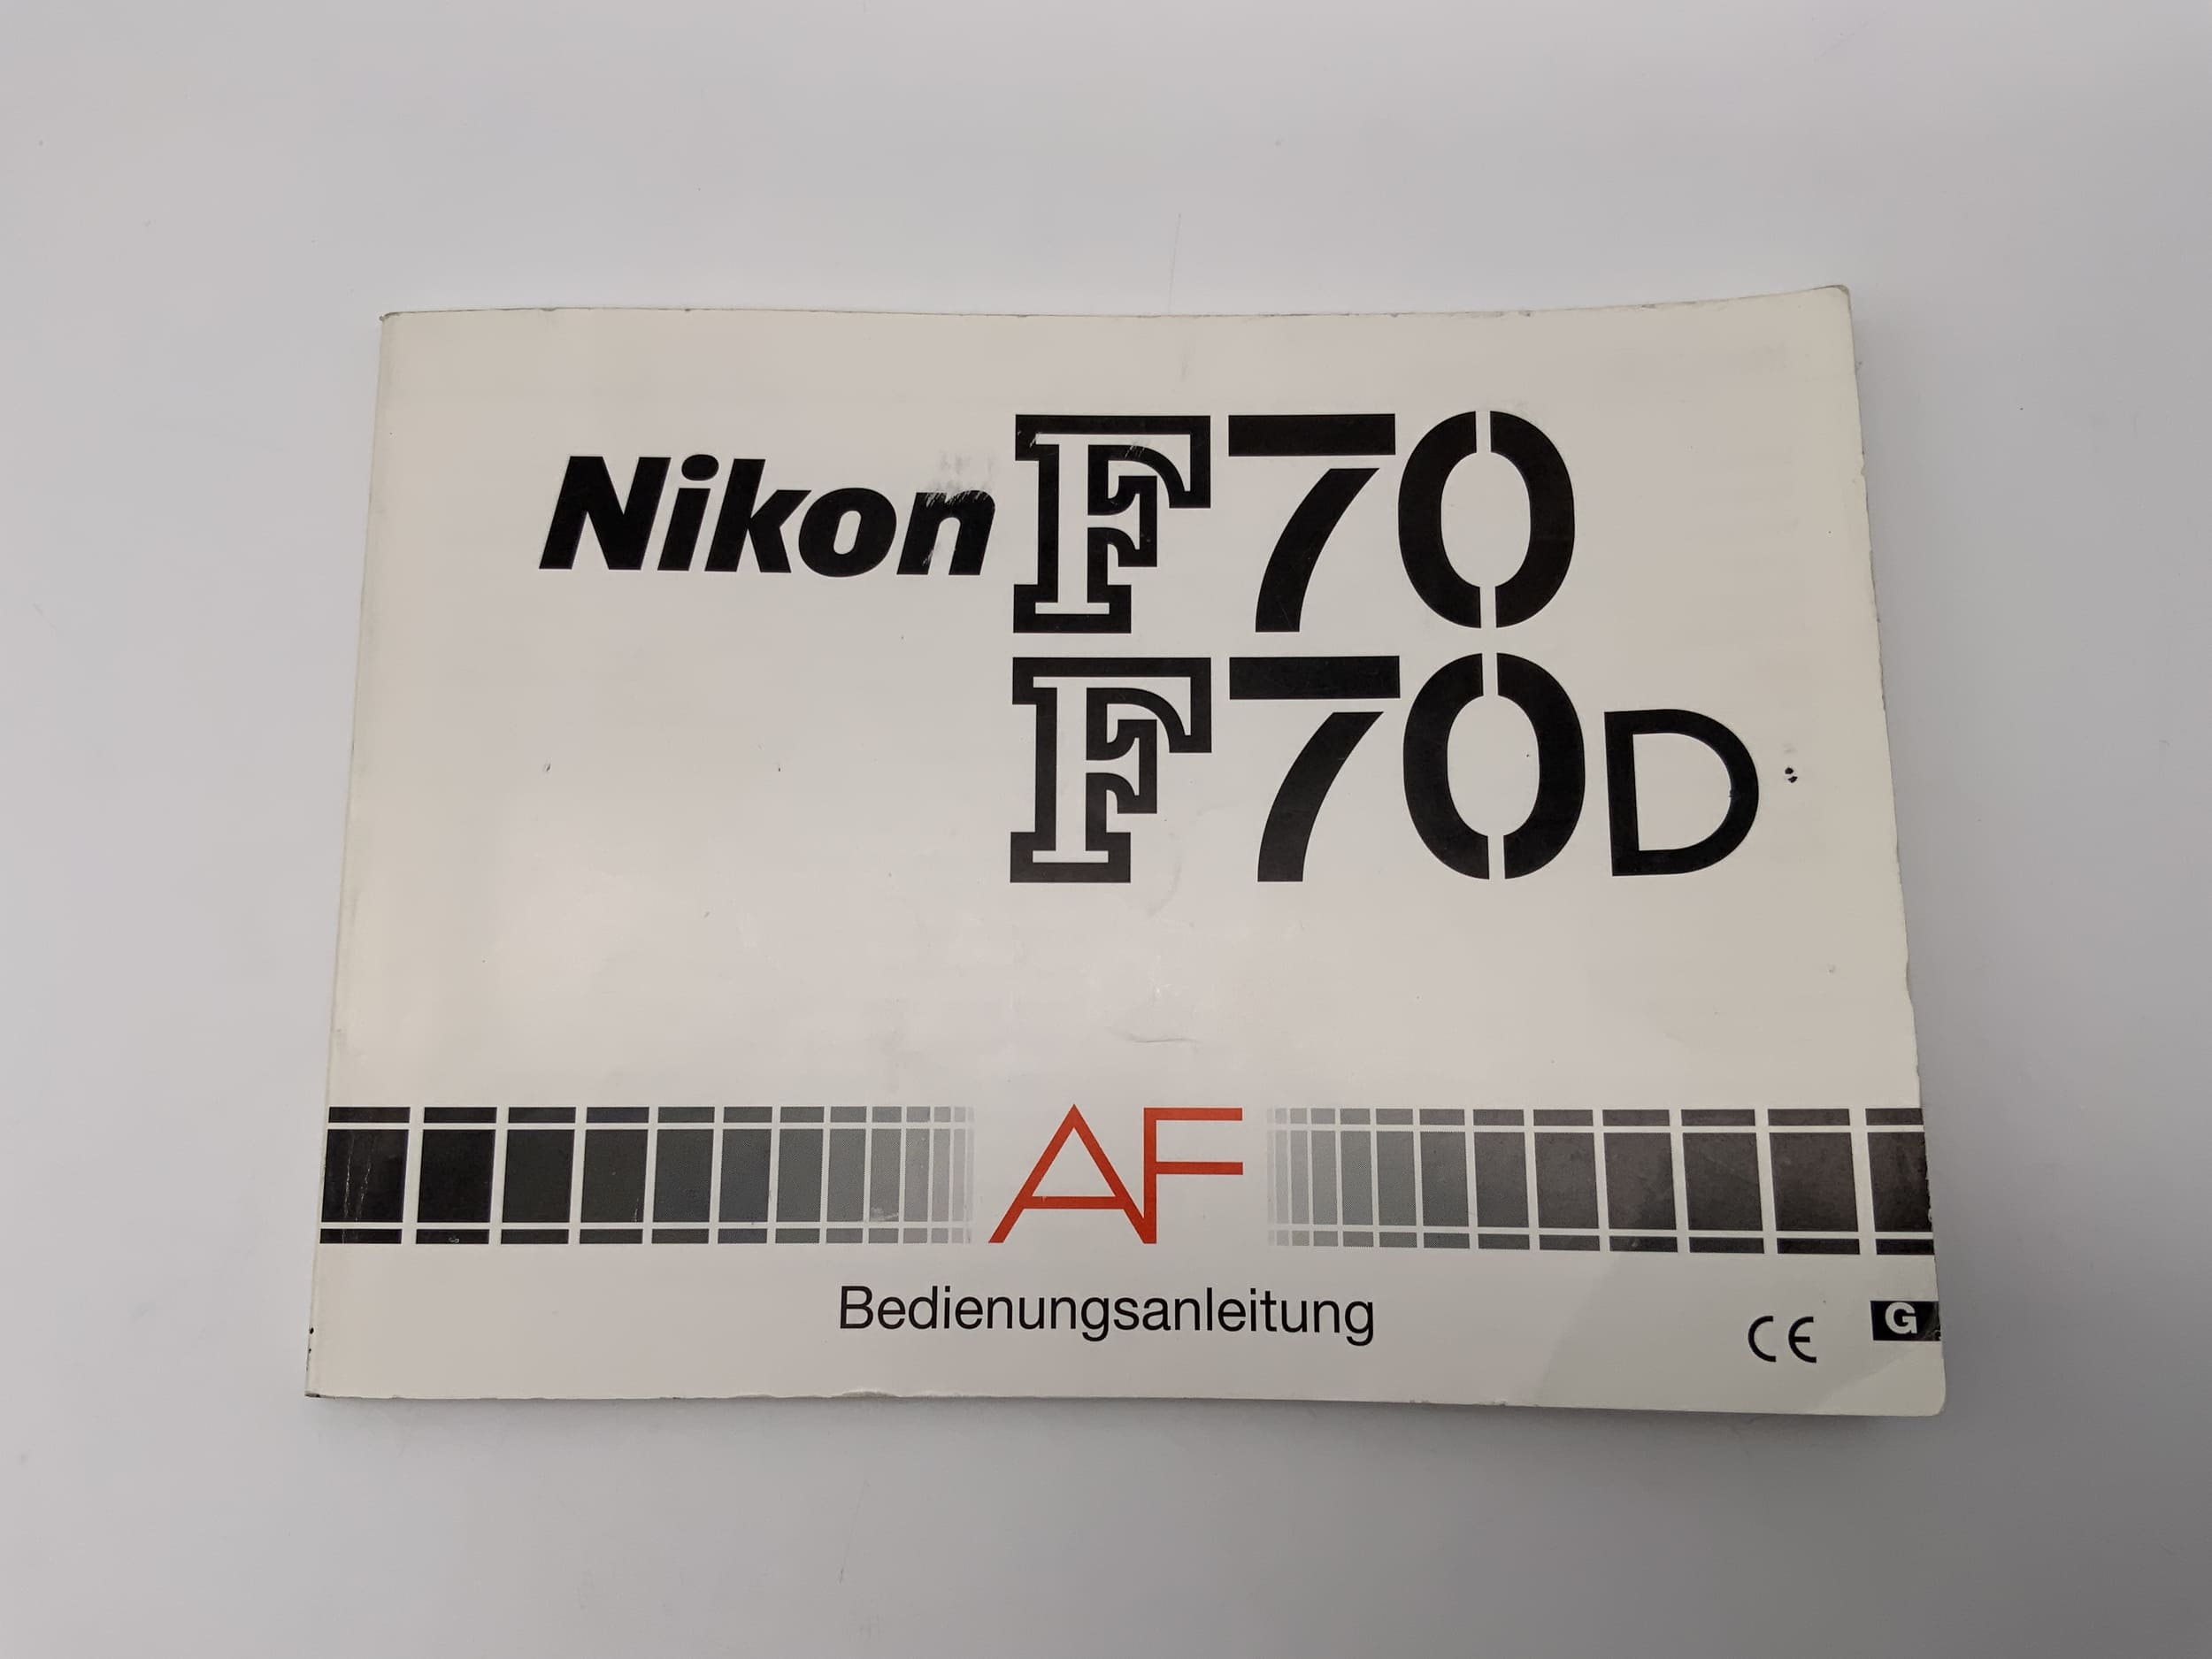 Nikon F70
F70D
AF
Bedienungsanleitung
CE G